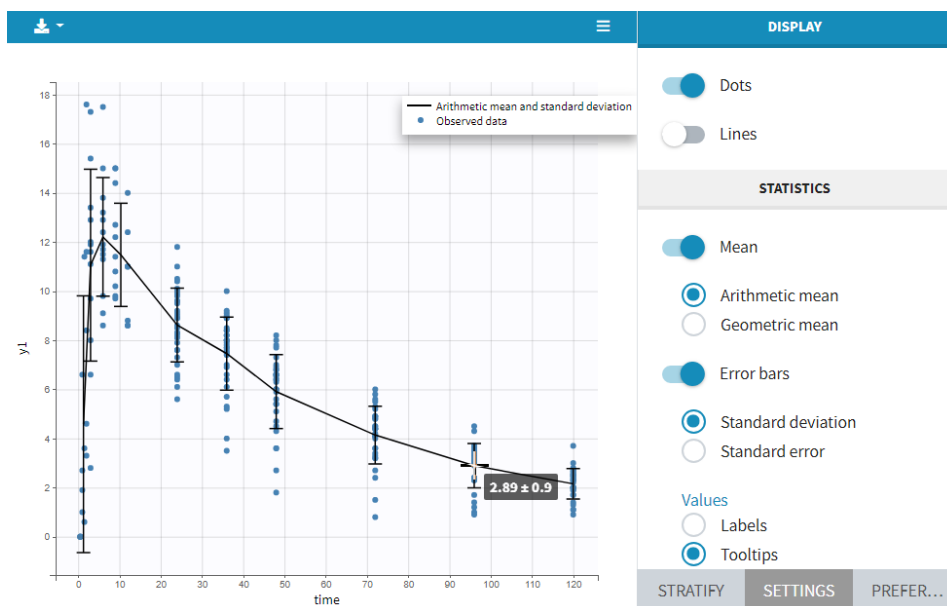 DISPLAY
Arithmetic mean and standard deviation
Observed data
18
16
14
12
10
8
6
4
2
0
y1
2.89 ± 0.9
0 10 20 30 40 50 60 70 80 90 100 110 120
time
Dots
Lines
STATISTICS
Mean
Arithmetic mean
Geometric mean
Error bars
Standard deviation
Standard error
Values
Labels
Tooltips
STRATIFY SETTINGS PREFER...